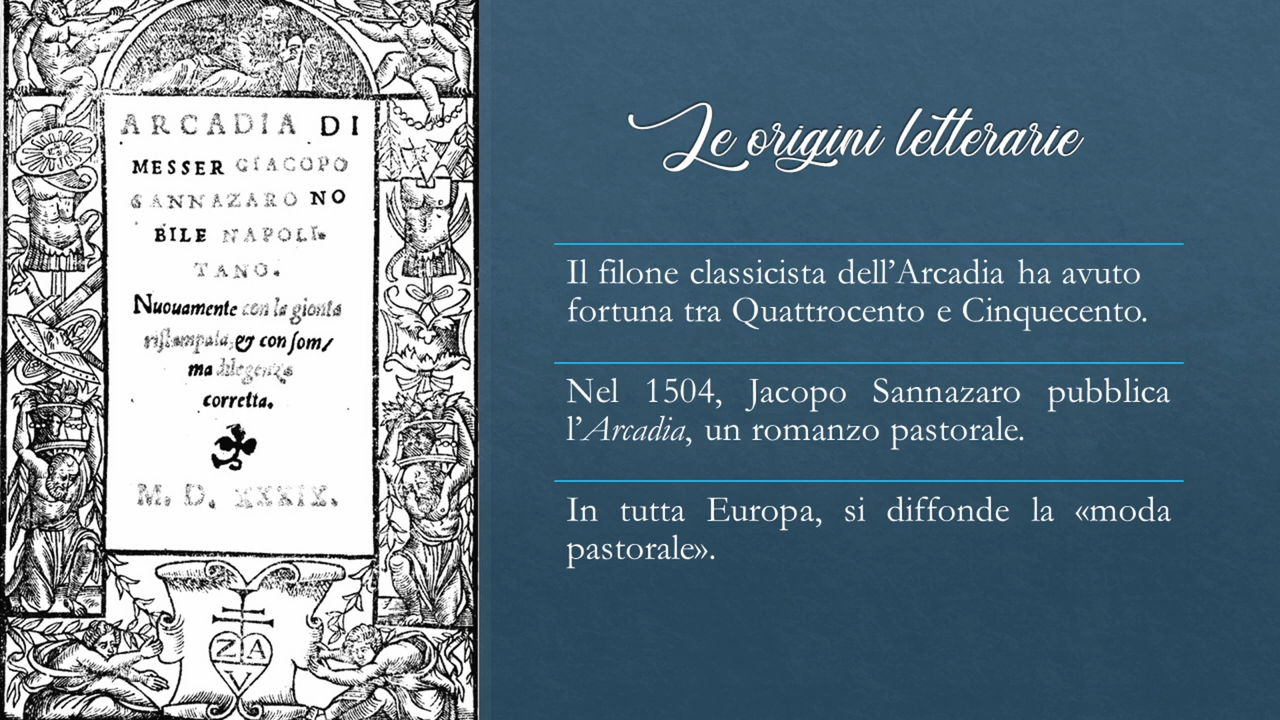 ARCADIA DI
MESSER GIACOPO
SANNAZARO NO
BILE NAPOLI-
TANO.
Nuouamente con la gionta
ristampata, & con som/
ma diligenza
corretta.
M. D. XXXIX.
Z A
V
Le origini letterarie
Il filone classicista dell’Arcadia ha avuto
fortuna tra Quattrocento e Cinquecento.
Nel 1504, Jacopo Sannazaro pubblica
l’Arcadia, un romanzo pastorale.
In tutta Europa, si diffonde la «moda
pastorale».